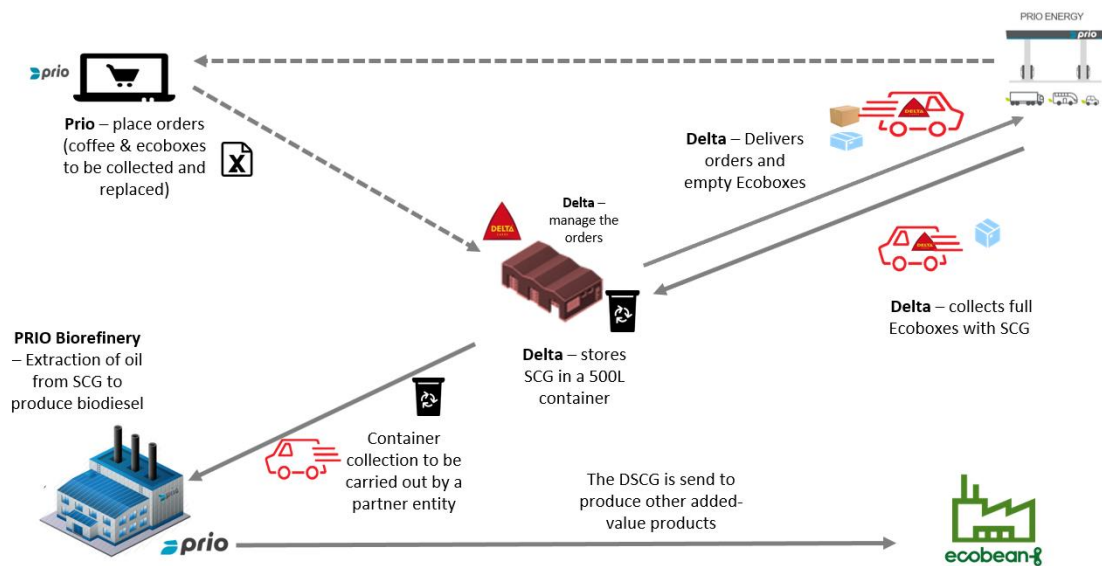 PRIO ENERGY
prio
prio
Prio – place orders
(coffee & ecoboxes
to be collected and
replaced)
X
Delta – Delivers
orders and
empty Ecoboxes
Delta –
manage the
orders
DELTA
Delta – collects full
Ecoboxes with SCG
PRIO Biorefinery
– Extraction of oil
from SCG to
produce biodiesel
Delta – stores
SCG in a 500L
container
Container
collection to be
carried out by a
partner entity
The DSCG is send to
produce other added-
value products
prio
ecobean